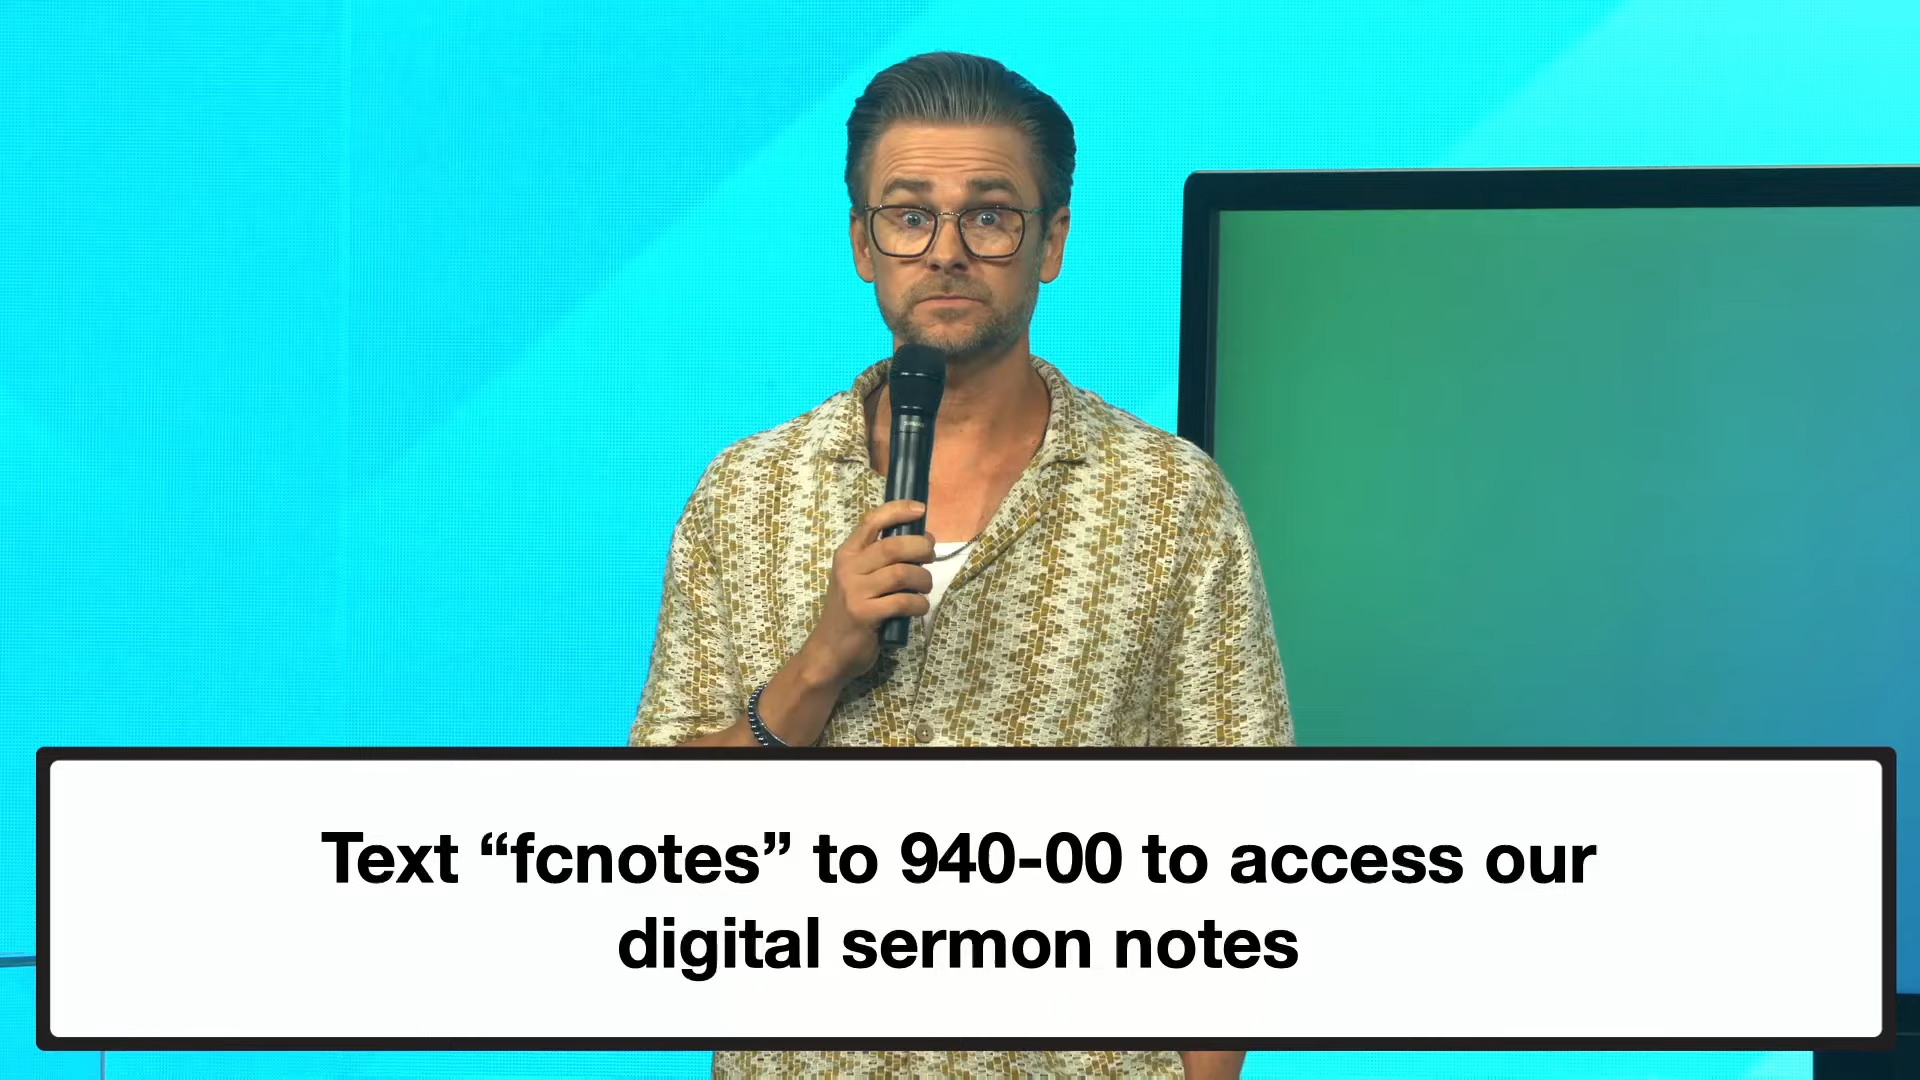 Text “fcnotes” to 940-00 to access our
digital sermon notes